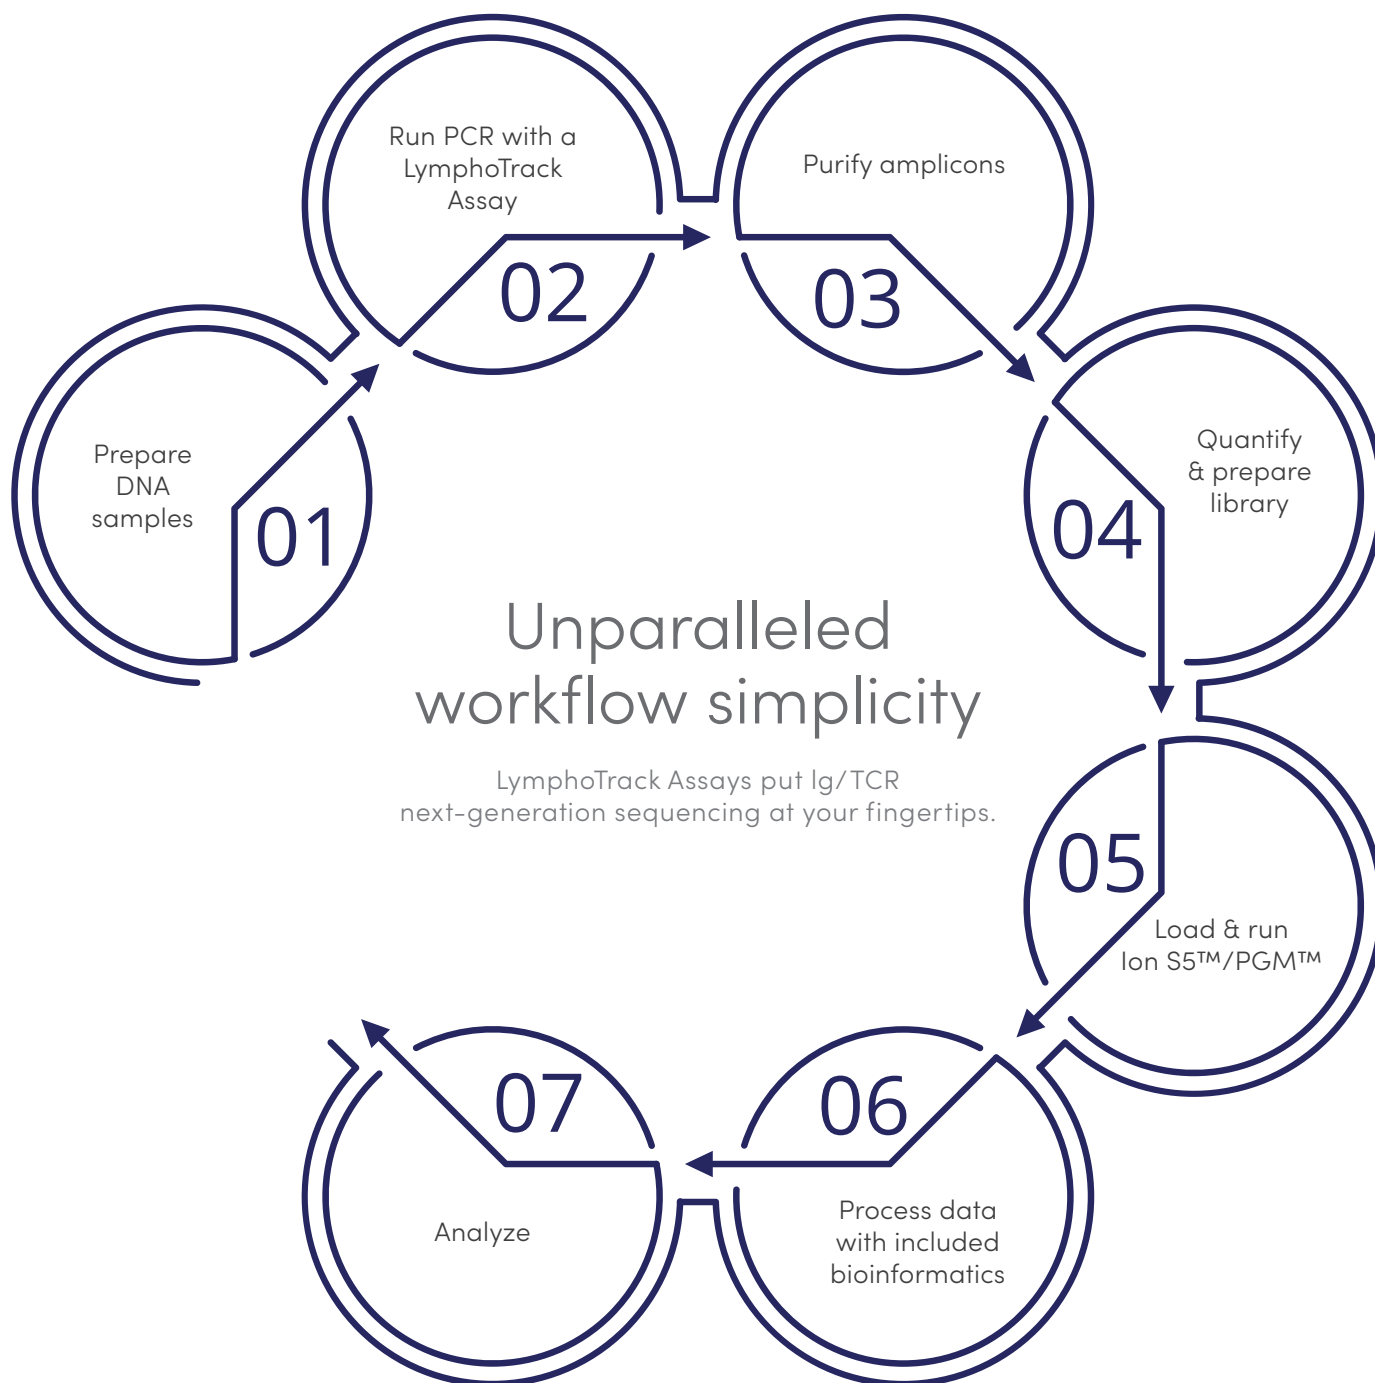 Prepare
DNA
samples
01
Run PCR with a
LymphoTrack
Assay
02
Purify amplicons
03
Quantify
& prepare
library
04
Unparalleled
workflow simplicity
LymphoTrack Assays put Ig/TCR
next-generation sequencing at your fingertips.
05
Load & run
Ion S5™/PGM™
06
Process data
with included
bioinformatics
07
Analyze